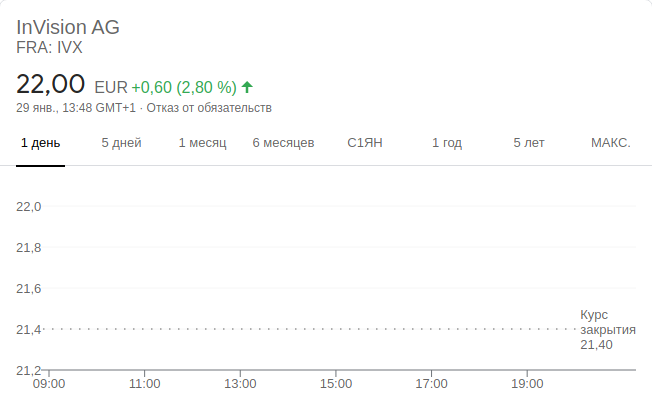 InVision AG
FRA: IVX
22,00 EUR +0,60 (2,80 %)
29 янв., 13:48 GMT+1 · Отказ от обязательств
1 день 5 дней 1 месяц 6 месяцев С1ЯН 1 год 5 лет МАКС.
22,0
21,8
21,6
21,4
Курс
закрытия
21,40
21,2
09:00 11:00 13:00 15:00 17:00 19:00